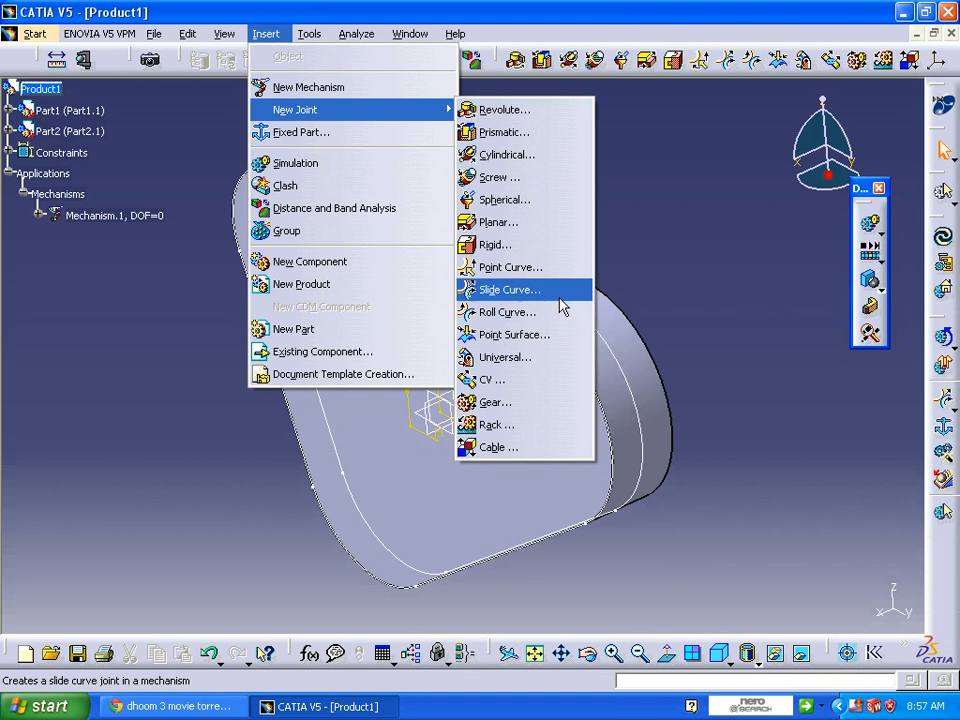 CATIA V5 - [Product1]
Start ENOVIA V5 VPM File Edit View Insert Tools Analyze Window Help
Product1
Part1 (Part1.1)
Part2 (Part2.1)
Constraints
Applications
Mechanisms
Mechanism.1, DOF=0
Object
New Mechanism
New Joint
Fixed Part...
Simulation
Clash
Distance and Band Analysis
Group
New Component
New Product
New CDM Component
New Part
Existing Component...
Document Template Creation...
Revolute...
Prismatic...
Cylindrical...
Screw ...
Spherical...
Planar...
Rigid...
Point Curve...
Slide Curve...
Roll Curve...
Point Surface...
Universal...
CV ...
Gear...
Rack ...
Cable ...
D...
x y
z
x y
f(x)
CATIA
Creates a slide curve joint in a mechanism
start dhoom 3 movie torre... CATIA V5 - [Product1] nero SEARCH 8:57 AM